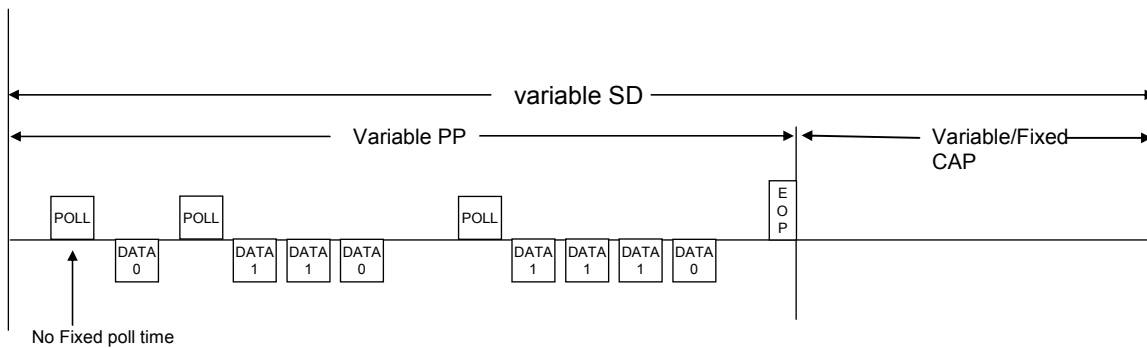 variable SD
Variable PP
Variable/Fixed
CAP
POLL
POLL
POLL
E
O
P
DATA
0
DATA
1
DATA
1
DATA
0
DATA
1
DATA
1
DATA
1
DATA
0
No Fixed poll time